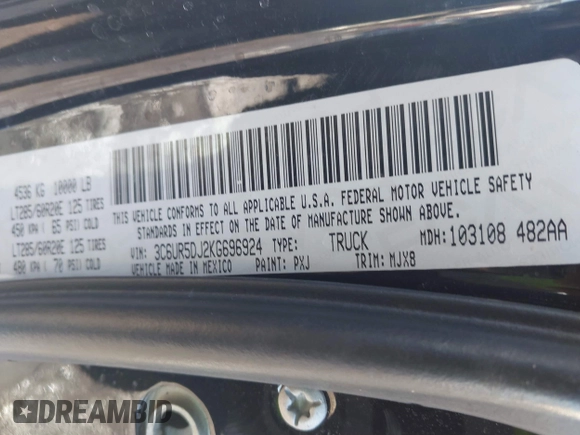 4536 KG 10000 LB
LT285/60R20E 125 TIRES
450 KPA/ 65 PSI/COLD
LT285/60R20E 125 TIRES
480 KPA/ 70 PSI/COLD
THIS VEHICLE CONFORMS TO ALL APPLICABLE U.S.A. FEDERAL MOTOR VEHICLE SAFETY
STANDARDS IN EFFECT ON THE DATE OF MANUFACTURE SHOWN ABOVE.
VIN: 3C6UR5DJ2KG696924 TYPE: TRUCK MDH: 103108 482AA
VEHICLE MADE IN MEXICO PAINT: PXJ TRIM: MJX8
DREAMBID